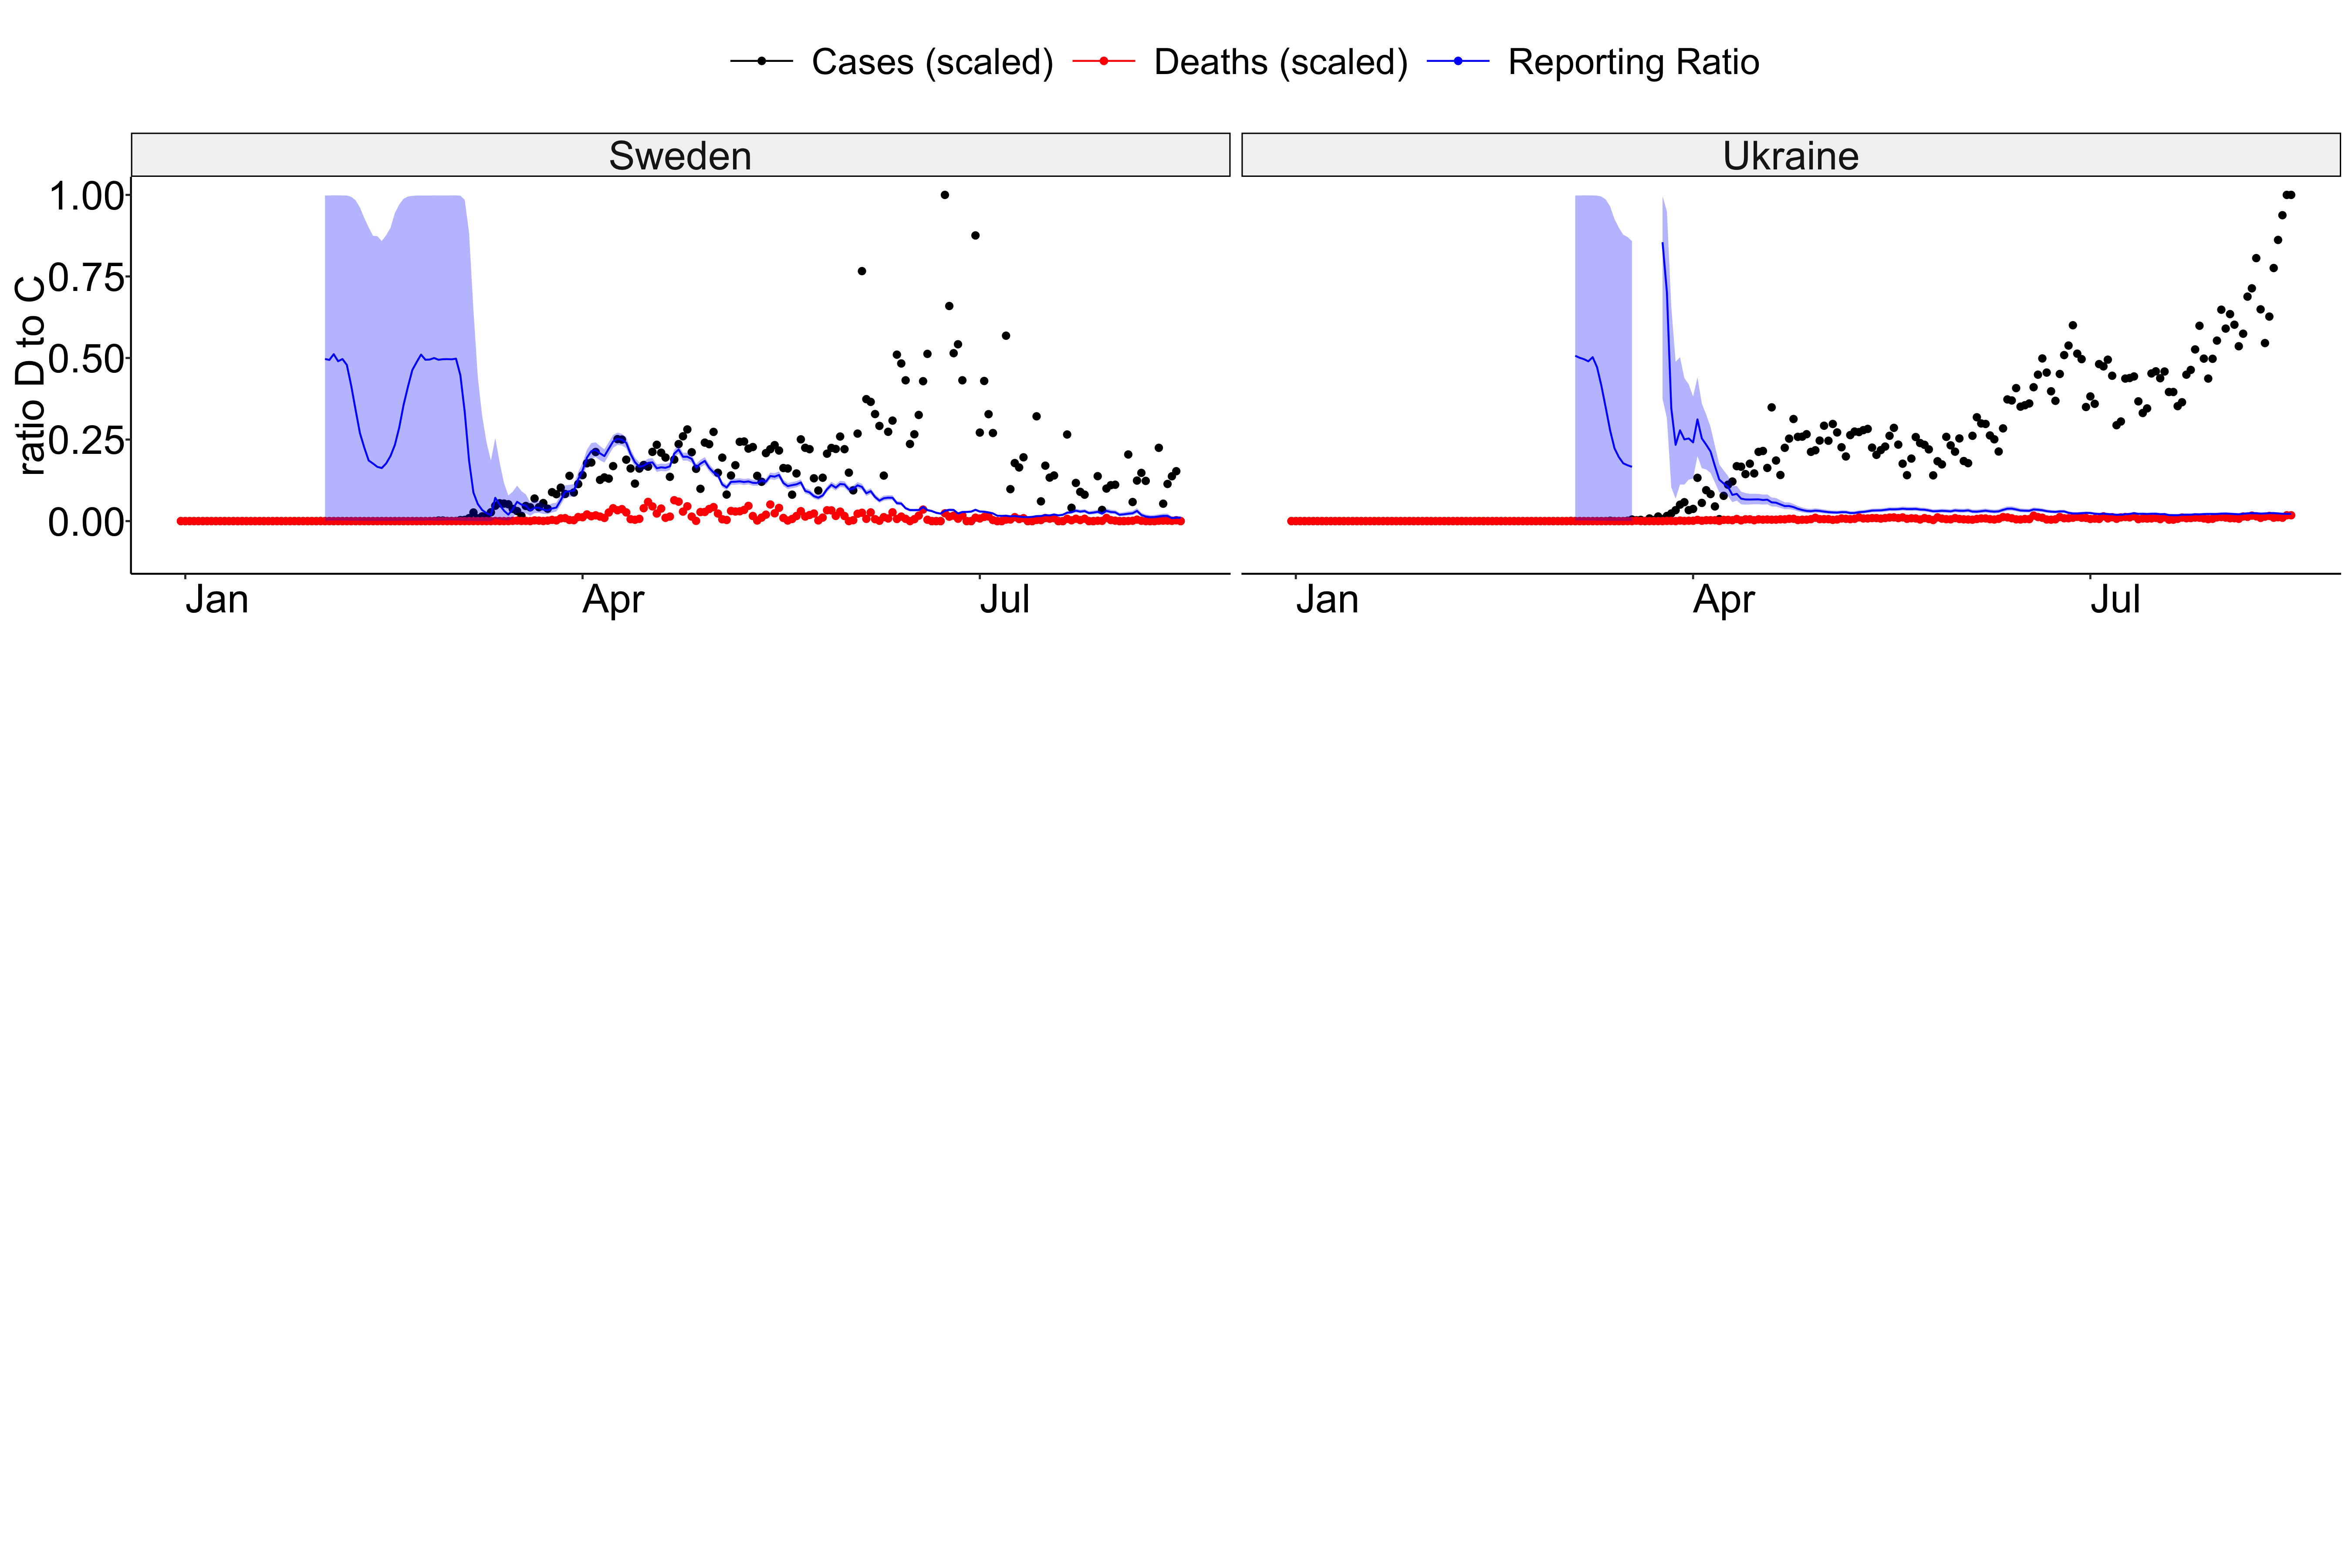 Cases (scaled) Deaths (scaled) Reporting Ratio
Sweden Ukraine
ratio D to C
1.00
0.75
0.50
0.25
0.00
Jan Apr Jul Jan Apr Jul